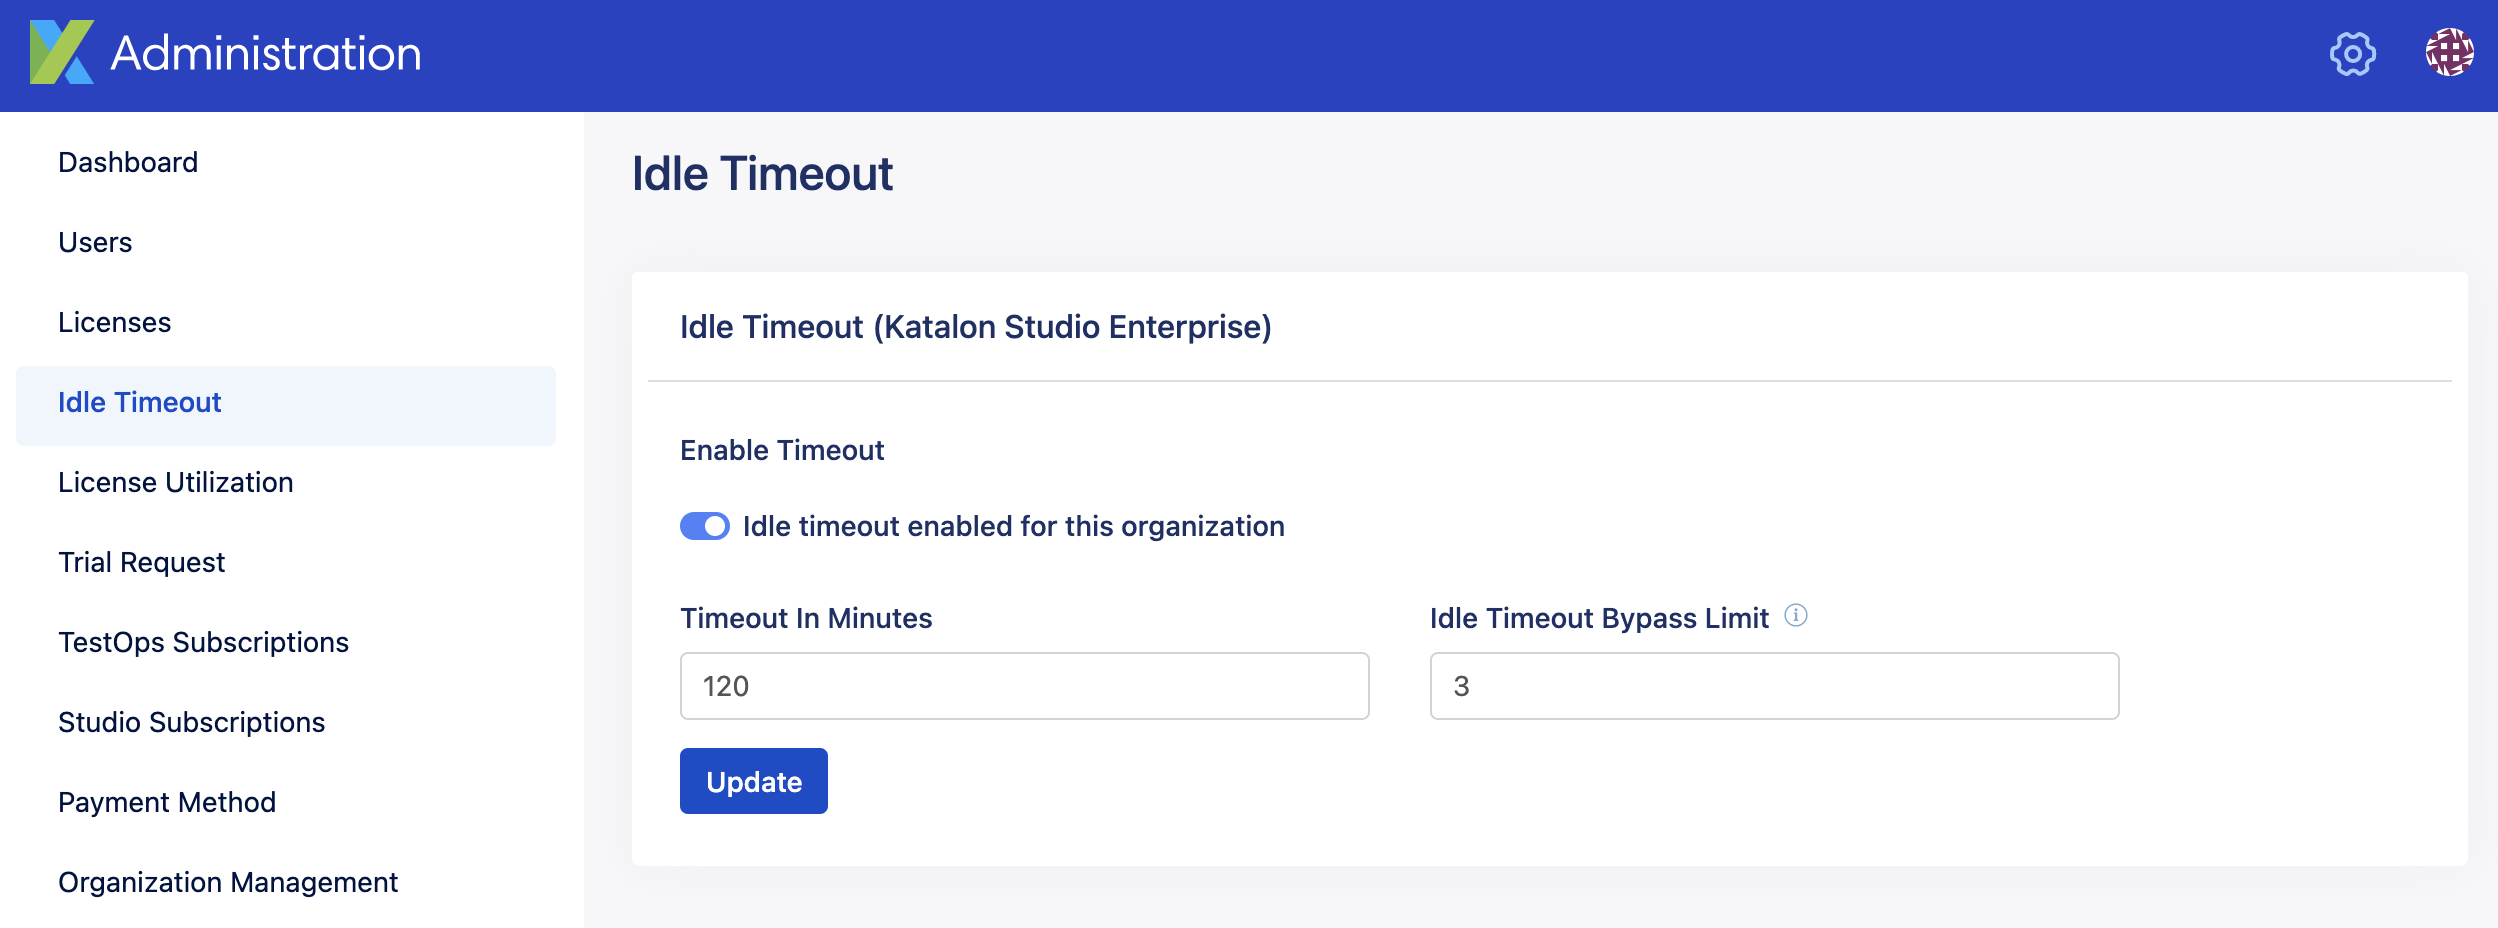 Administration
Dashboard
Users
Licenses
Idle Timeout
License Utilization
Trial Request
TestOps Subscriptions
Studio Subscriptions
Payment Method
Organization Management
Idle Timeout
Idle Timeout (Katalon Studio Enterprise)
Enable Timeout
Idle timeout enabled for this organization
Timeout In Minutes
120
Idle Timeout Bypass Limit
3
Update